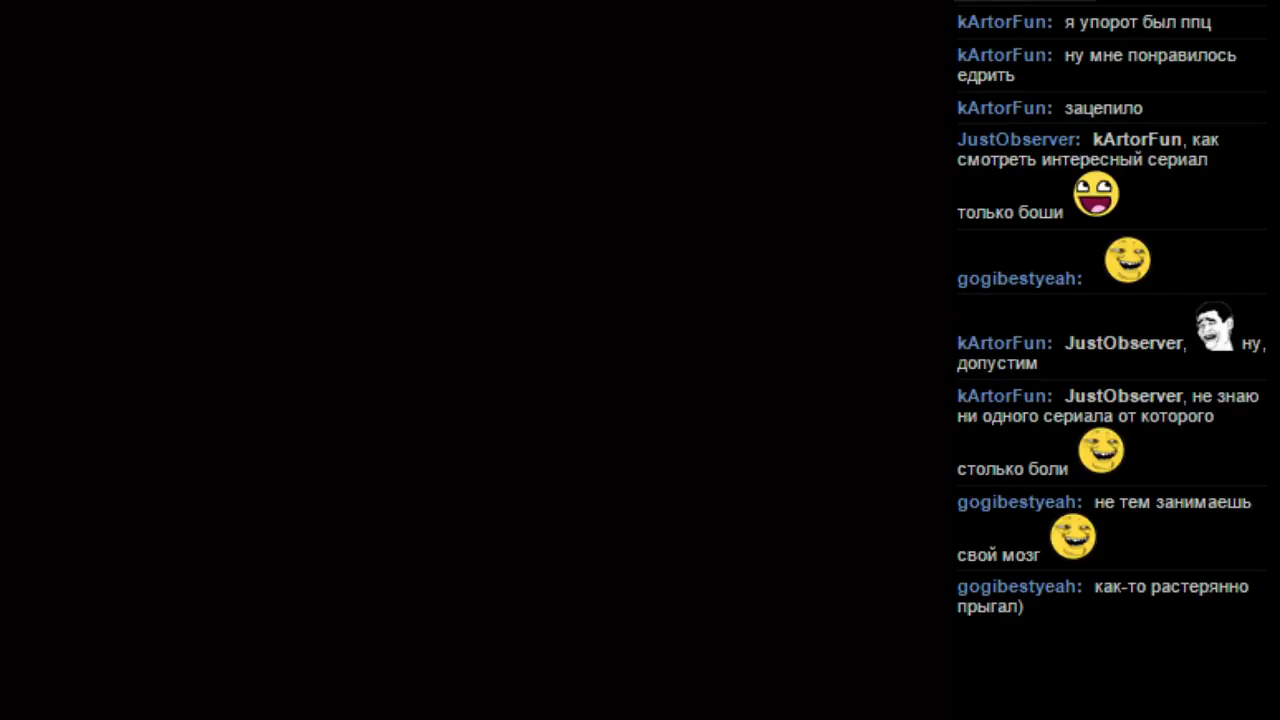 kArtorFun: я упорот был ппц
kArtorFun: ну мне понравилось
едрить
kArtorFun: зацепило
JustObserver: kArtorFun, как
смотреть интересный сериал
только боши
gogibestyeah:
kArtorFun: JustObserver, ну,
допустим
kArtorFun: JustObserver, не знаю
ни одного сериала от которого
столько боли
gogibestyeah: не тем занимаешь
свой мозг
gogibestyeah: как-то растерянно
прыгал)